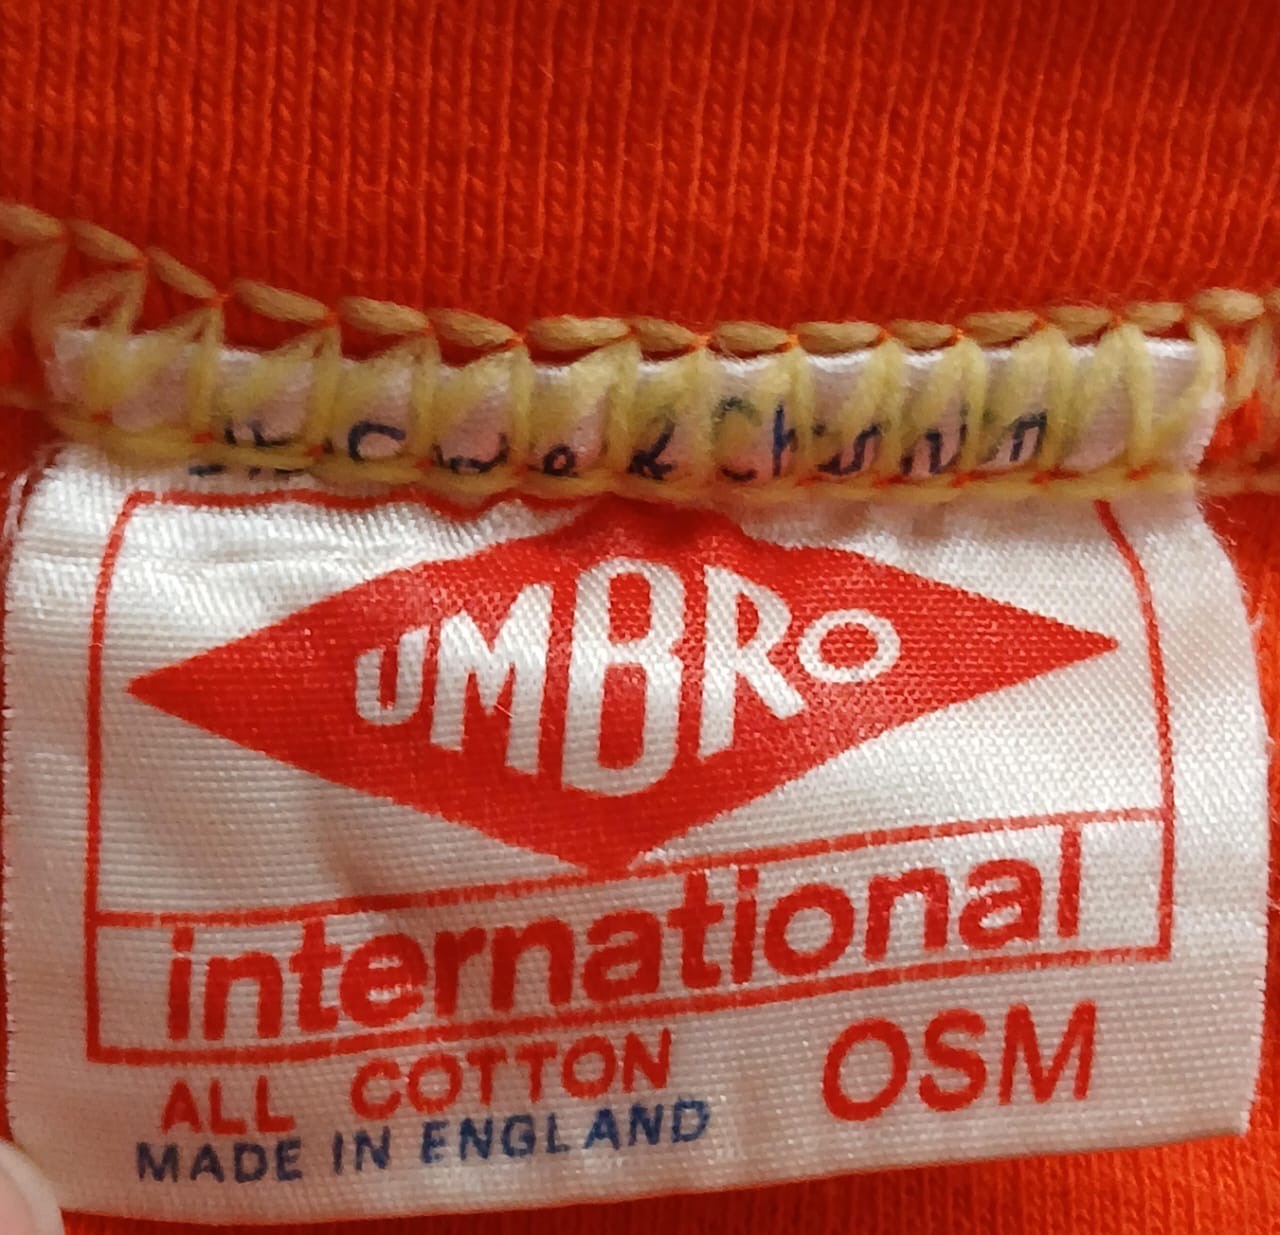 UMBRO
international
ALL COTTON OSM
MADE IN ENGLAND